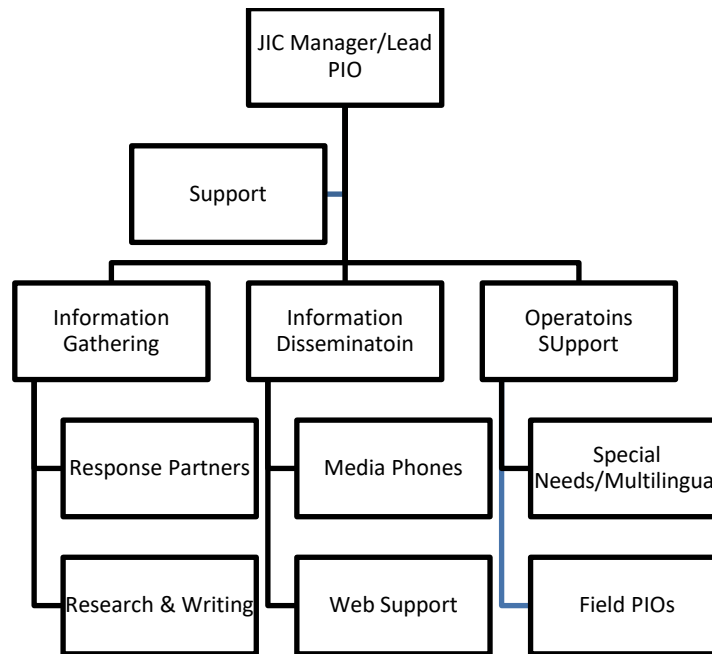 JIC Manager/Lead
PIO
Support
Information
Gathering
Information
Disseminatoin
Operatoins
SUpport
Response Partners
Media Phones
Special
Needs/Multilingua
Research & Writing
Web Support
Field PIOs